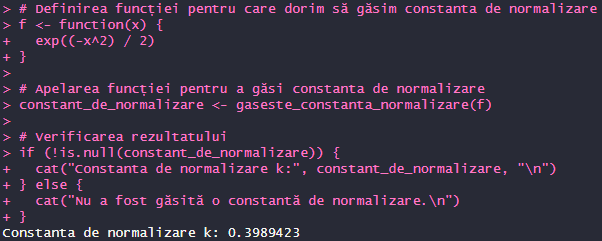 > # Definirea funcției pentru care dorim să găsim constanta de normalizare
> f <- function(x) {
+   exp((-x^2) / 2)
+ }
>
> # Apelarea funcției pentru a găsi constanta de normalizare
> constant_de_normalizare <- gaseste_constanta_normalizare(f)
>
> # Verificarea rezultatului
> if (!is.null(constant_de_normalizare)) {
+   cat("Constanta de normalizare k:", constant_de_normalizare, "\n")
+ } else {
+   cat("Nu a fost găsită o constantă de normalizare.\n")
+ }
Constanta de normalizare k: 0.3989423